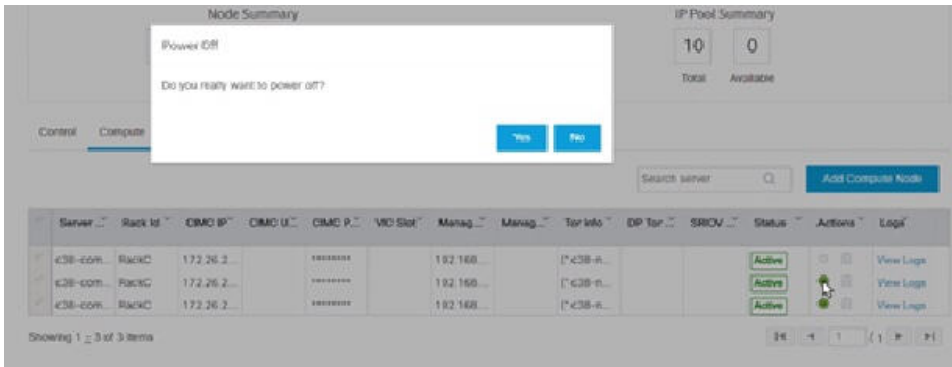 Node Summary
IP Pool Summary
Power Off
Do you really want to power off?
Yes No
10 0
Total Available
Control Compute
Search server
Add Compute Node
Server ... Rack Id CIMC IP CIMC U... CIMC P... VIC Slot Manag... Manag... Tor Info DP Tor ... SRIOV ... Status Actions Logs
c38-com... RackC 172.26.2... ******** 192.168.... {"c38-n... Active View Logs
c38-com... RackC 172.26.2... ******** 192.168.... {"c38-n... Active View Logs
c38-com... RackC 172.26.2... ******** 192.168.... {"c38-n... Active View Logs
Showing 1 - 3 of 3 items
1 / 1